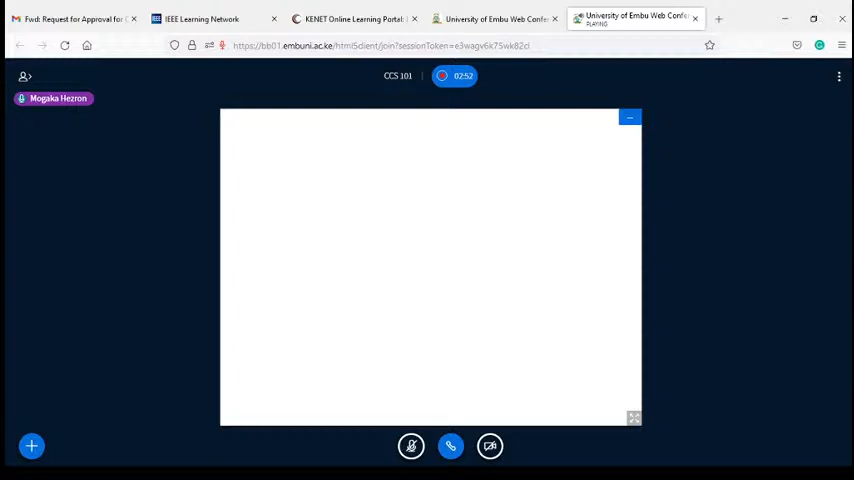 Fwd: Request for Approval for C
IEEE Learning Network
KENET Online Learning Portal:
University of Embu Web Confer
University of Embu Web Confe
PLAYING
https://bb01.embuni.ac.ke/html5client/join?sessionToken=e3wagv6k75wk82cl
CCS 101
02:52
Mogaka Hezron